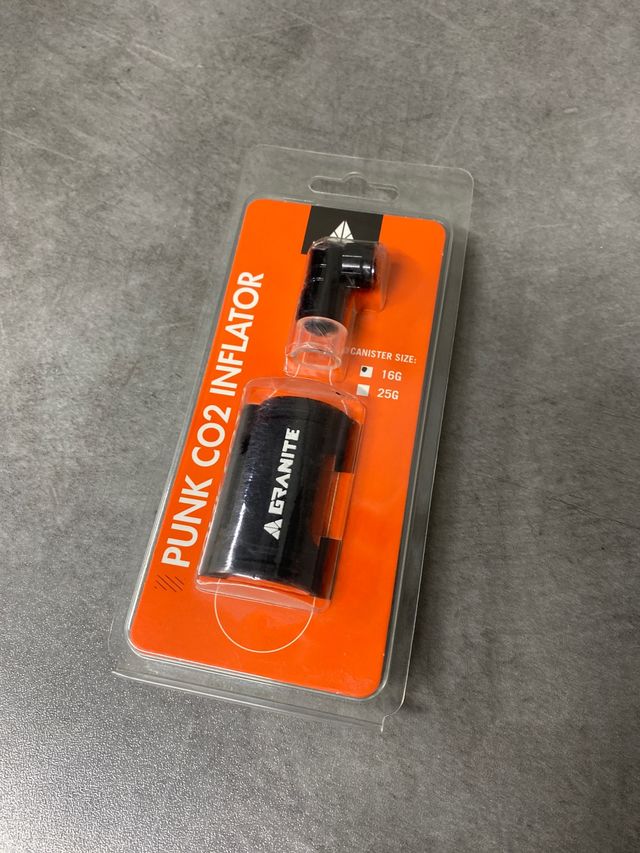 PUNK CO2 INFLATOR
CANISTER SIZE:
16G
25G
GRANITE